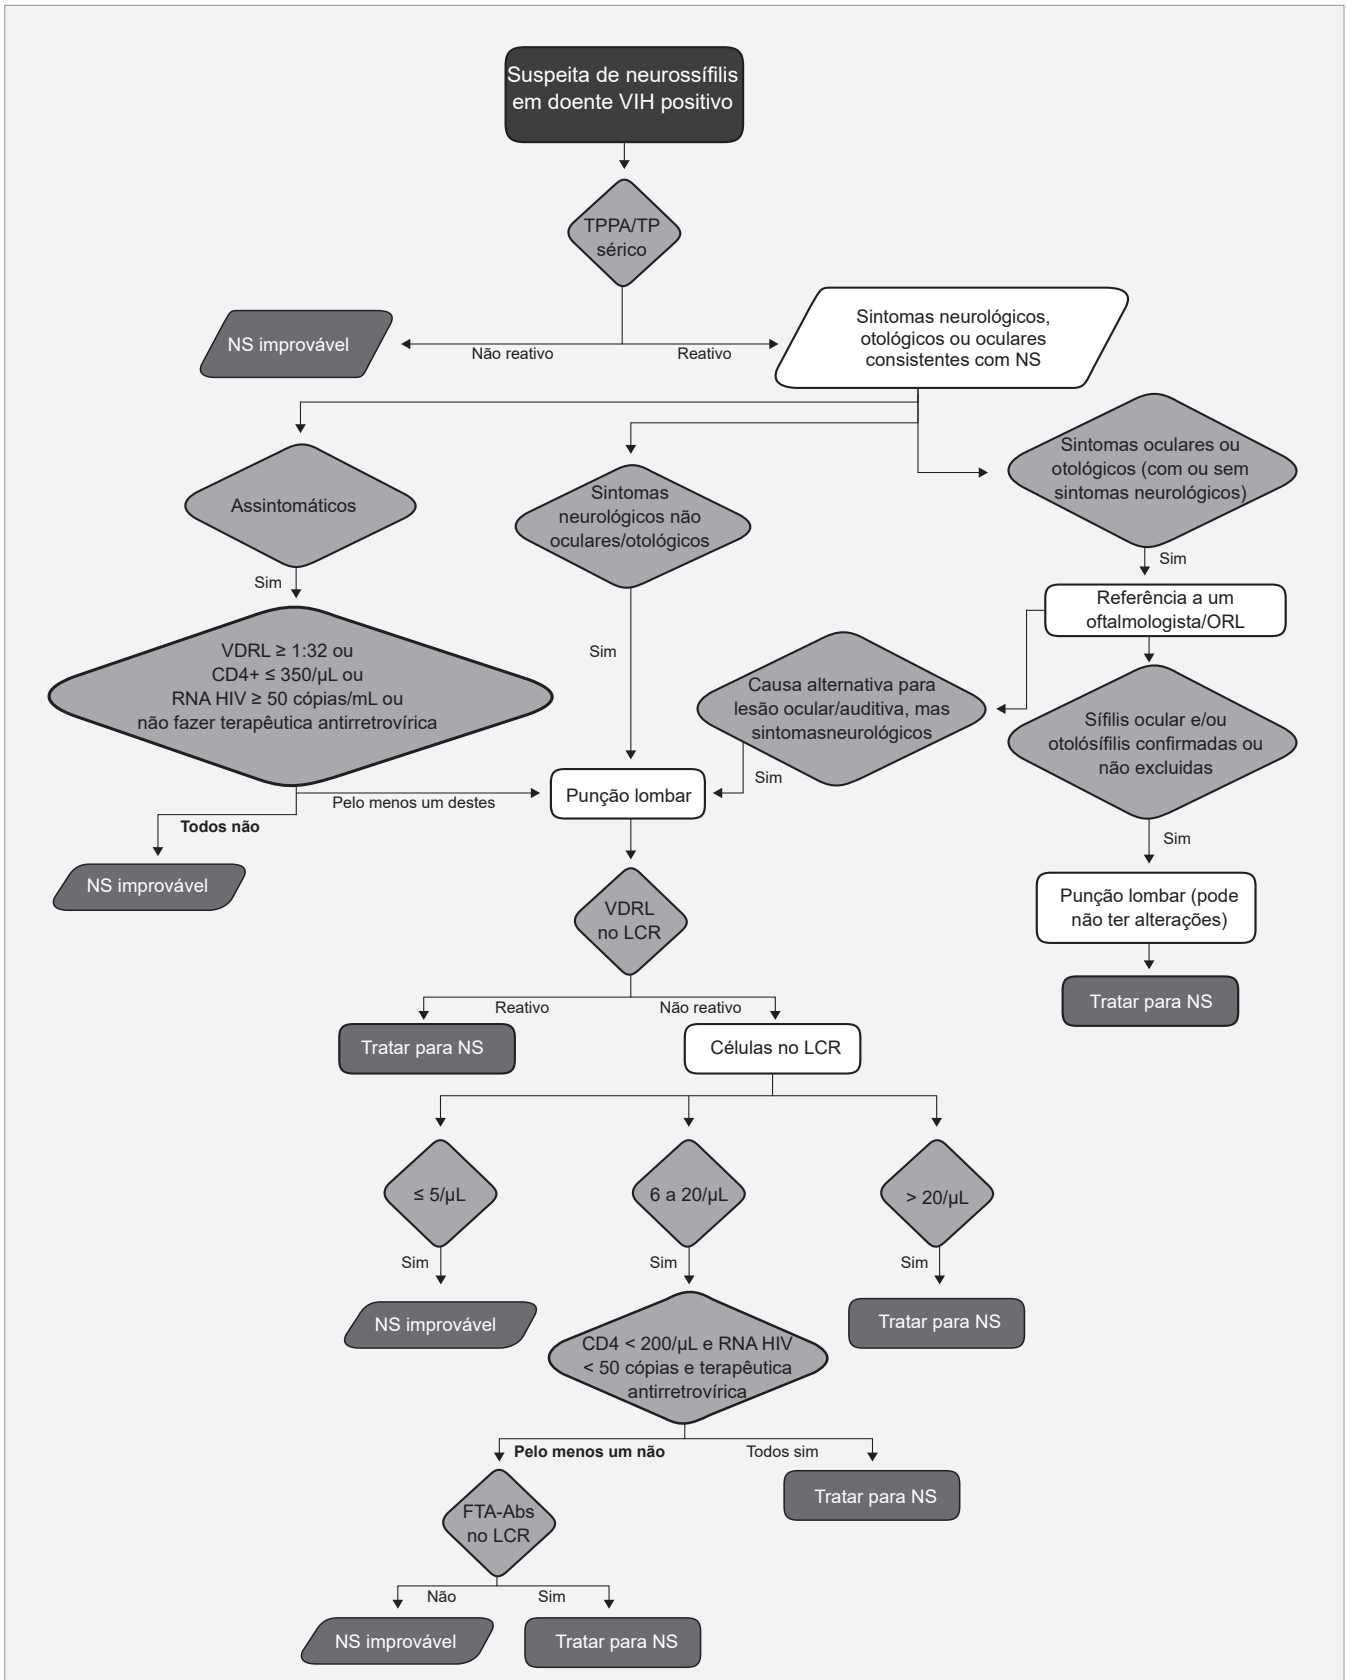 Suspeita de neurossífilis
em doente VIH positivo
TPPA/TP
sérico
NS improvável
Não reativo
Reativo
Sintomas neurológicos,
otológicos ou oculares
consistentes com NS
Assintomáticos
Sintomas
neurológicos não
oculares/otológicos
Sintomas oculares ou
otológicos (com ou sem
sintomas neurológicos)
Sim
Sim
Referência a um
oftalmologista/ORL
VDRL ≥ 1:32 ou
CD4+ ≤ 350/µL ou
RNA HIV ≥ 50 cópias/mL ou
não fazer terapêutica antirretrovírica
Sim
Causa alternativa para
lesão ocular/auditiva, mas
sintomasneurológicos
Sífilis ocular e/ou
otolósífilis confirmadas ou
não excluidas
Sim
Pelo menos um destes
Punção lombar
Todos não
Sim
NS improvável
Punção lombar (pode
não ter alterações)
VDRL
no LCR
Tratar para NS
Reativo
Não reativo
Tratar para NS
Células no LCR
≤ 5/µL
6 a 20/µL
> 20/µL
Sim
Sim
Sim
NS improvável
Tratar para NS
CD4 < 200/µL e RNA HIV
< 50 cópias e terapêutica
antirretrovírica
Pelo menos um não
Todos sim
Tratar para NS
FTA-Abs
no LCR
Não
Sim
NS improvável
Tratar para NS